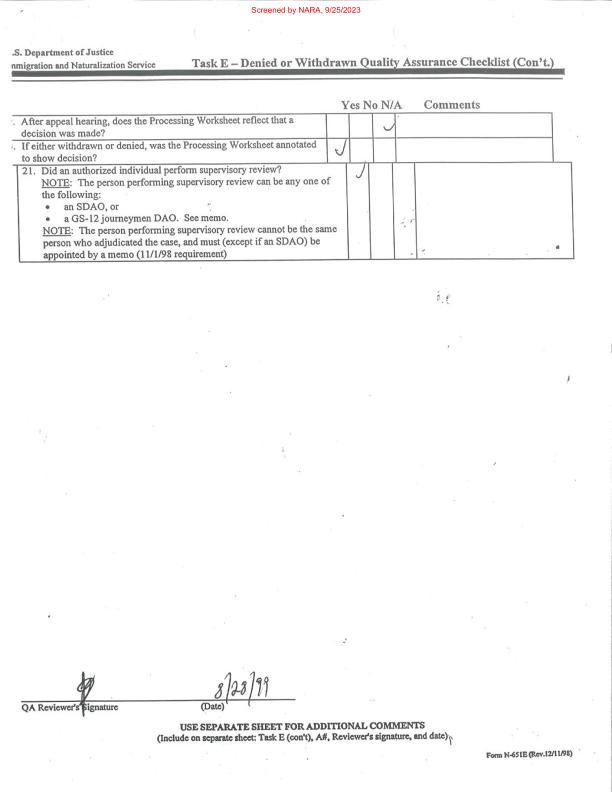 Screened by NARA, 9/25/2023
.S. Department of Justice
nmigration and Naturalization Service
Task E – Denied or Withdrawn Quality Assurance Checklist (Con't.)
Yes No N/A Comments
. After appeal hearing, does the Processing Worksheet reflect that a
decision was made?
. If either withdrawn or denied, was the Processing Worksheet annotated
to show decision?
21. Did an authorized individual perform supervisory review?
NOTE: The person performing supervisory review can be any one of
the following:
• an SDAO, or
• a GS-12 journeymen DAO. See memo.
NOTE: The person performing supervisory review cannot be the same
person who adjudicated the case, and must (except if an SDAO) be
appointed by a memo (11/1/98 requirement)
8/23/99
QA Reviewer's Signature (Date)
USE SEPARATE SHEET FOR ADDITIONAL COMMENTS
(Include on separate sheet: Task E (con't), A#, Reviewer's signature, and date)
Form N-651E (Rev.12/11/98)